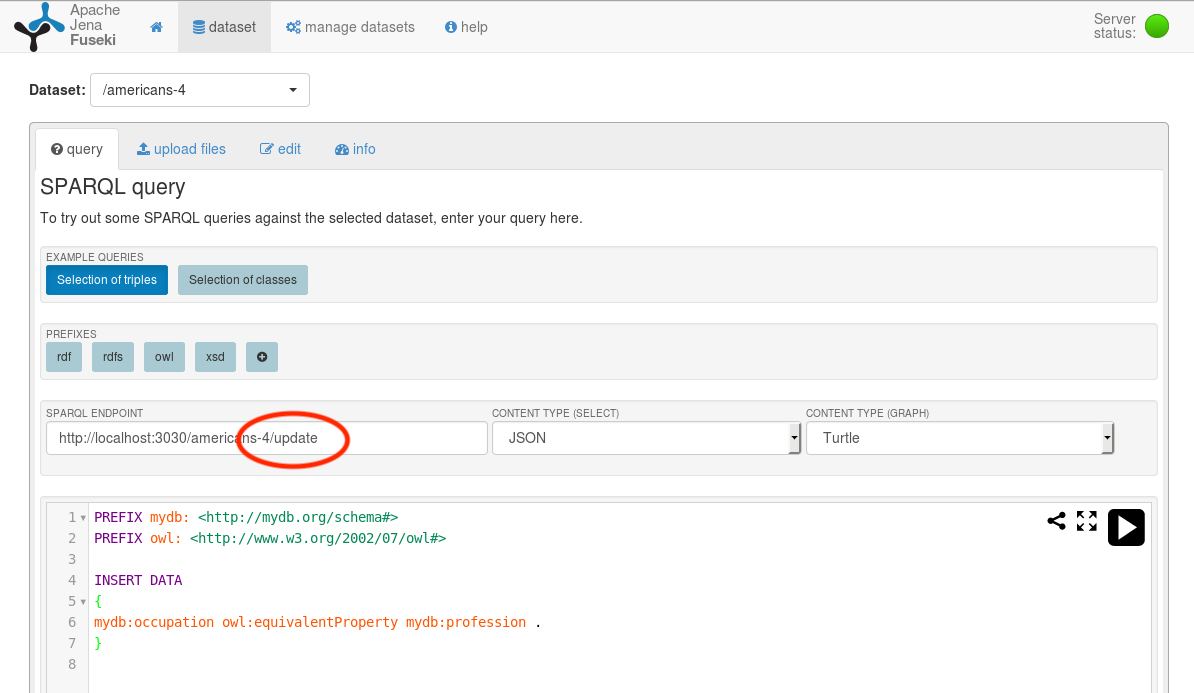 Apache
Jena
Fuseki
dataset
manage datasets
help
Server
status:
Dataset: /americans-4
query
upload files
edit
info
SPARQL query
To try out some SPARQL queries against the selected dataset, enter your query here.
EXAMPLE QUERIES
Selection of triples
Selection of classes
PREFIXES
rdf
rdfs
owl
xsd
SPARQL ENDPOINT
http://localhost:3030/americans-4/update
CONTENT TYPE (SELECT)
JSON
CONTENT TYPE (GRAPH)
Turtle
1 PREFIX mydb: <http://mydb.org/schema#>
2 PREFIX owl: <http://www.w3.org/2002/07/owl#>
3
4 INSERT DATA
5 {
6 mydb:occupation owl:equivalentProperty mydb:profession .
7 }
8